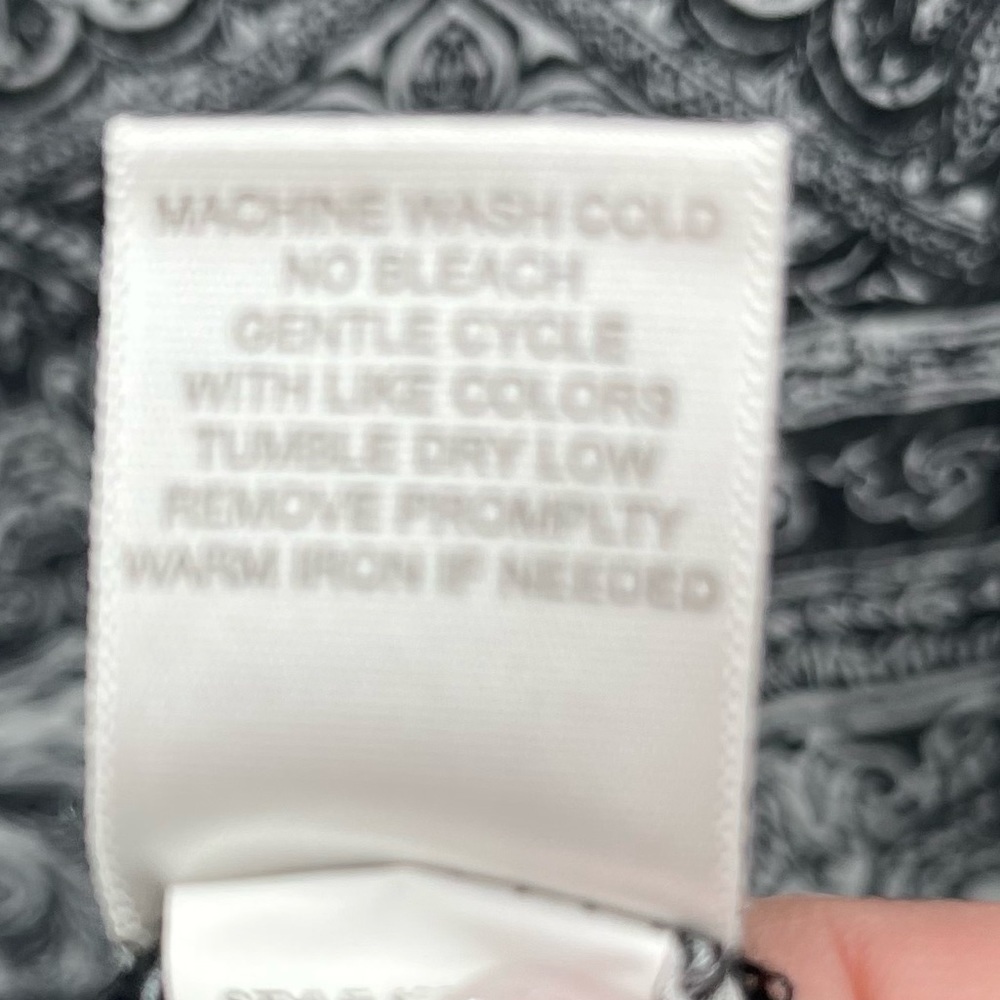 MACHINE WASH COLD
NO BLEACH
GENTLE CYCLE
WITH LIKE COLORS
TUMBLE DRY LOW
REMOVE PROMPLTY
WARM IRON IF NEEDED